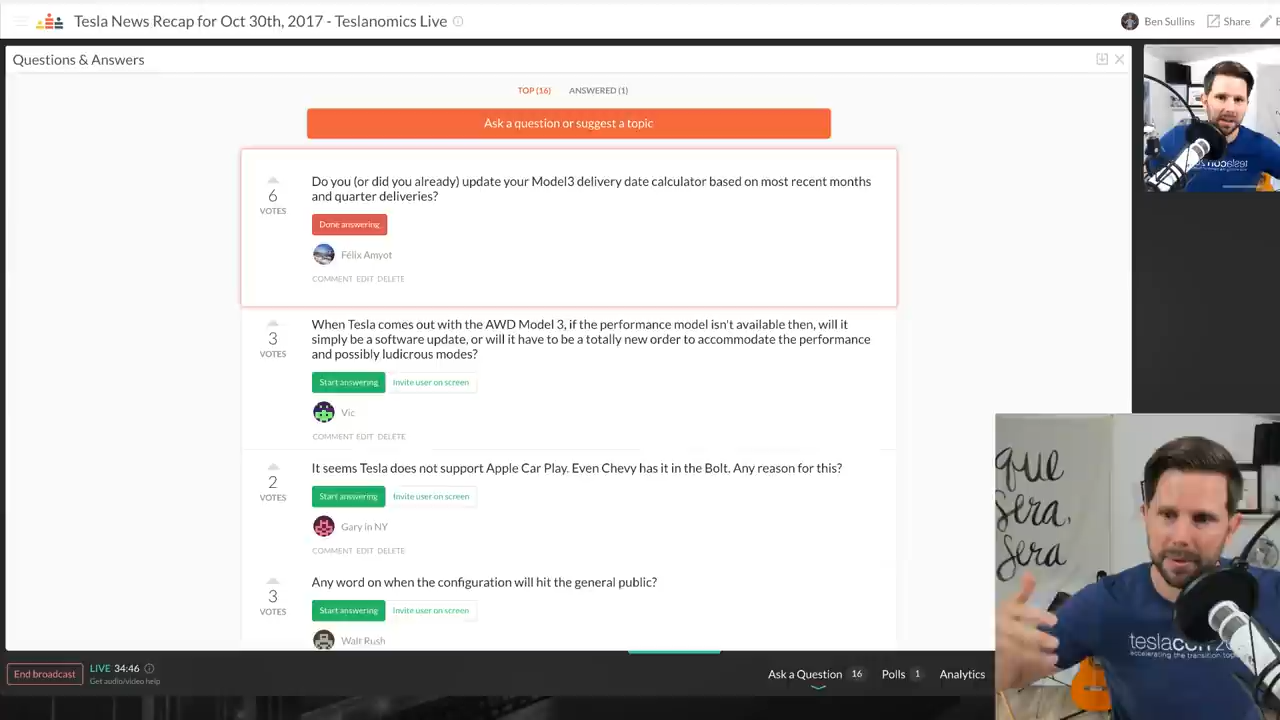 Tesla News Recap for Oct 30th, 2017 - Teslanomics Live
Ben Sullins
Share
Questions & Answers
TOP (16)
ANSWERED (1)
Ask a question or suggest a topic
6
VOTES
Do you (or did you already) update your Model3 delivery date calculator based on most recent months
and quarter deliveries?
Done answering
Félix Amyot
COMMENT EDIT DELETE
3
VOTES
When Tesla comes out with the AWD Model 3, if the performance model isn't available then, will it
simply be a software update, or will it have to be a totally new order to accommodate the performance
and possibly ludicrous modes?
Start answering
Invite user on screen
Vic
COMMENT EDIT DELETE
2
VOTES
It seems Tesla does not support Apple Car Play. Even Chevy has it in the Bolt. Any reason for this?
Start answering
Invite user on screen
Gary in NY
COMMENT EDIT DELETE
3
VOTES
Any word on when the configuration will hit the general public?
Start answering
Invite user on screen
Walt Rush
que
sera,
sera
End broadcast
LIVE 34:46
Get audio/video help
Ask a Question 16
Polls 1
Analytics